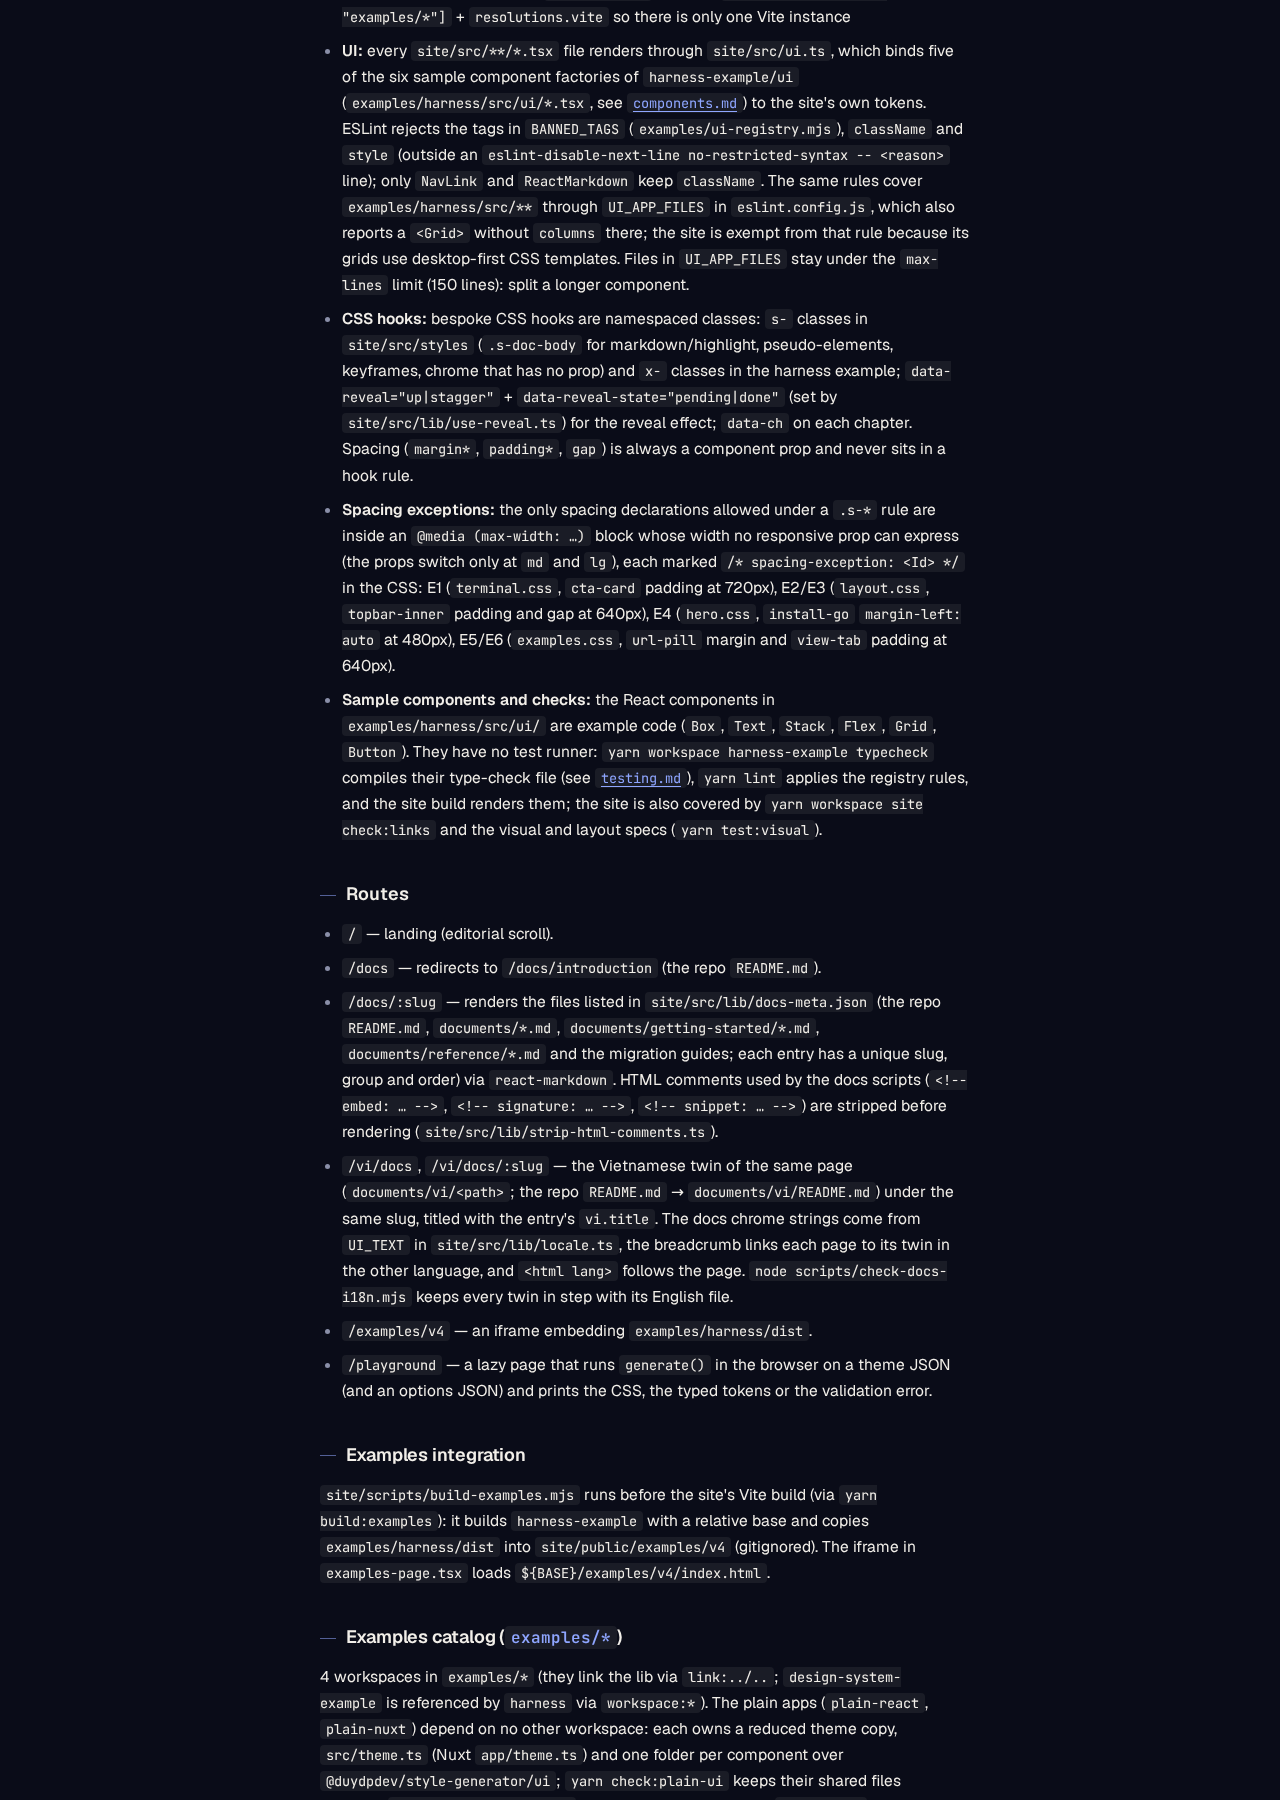 "examples/*"] + resolutions.vite so there is only one Vite instance
UI: every site/src/**/*.tsx file renders through site/src/ui.ts, which binds five
of the six sample component factories of harness-example/ui
(examples/harness/src/ui/*.tsx, see components.md) to the site's own tokens.
ESLint rejects the tags in BANNED_TAGS (examples/ui-registry.mjs), className and
style (outside an eslint-disable-next-line no-restricted-syntax -- <reason>
line); only NavLink and ReactMarkdown keep className. The same rules cover
examples/harness/src/** through UI_APP_FILES in eslint.config.js, which also
reports a <Grid> without columns there; the site is exempt from that rule because its
grids use desktop-first CSS templates. Files in UI_APP_FILES stay under the max-
lines limit (150 lines): split a longer component.
CSS hooks: bespoke CSS hooks are namespaced classes: s- classes in
site/src/styles (.s-doc-body for markdown/highlight, pseudo-elements,
keyframes, chrome that has no prop) and x- classes in the harness example; data-
reveal="up|stagger" + data-reveal-state="pending|done" (set by
site/src/lib/use-reveal.ts) for the reveal effect; data-ch on each chapter.
Spacing (margin*, padding*, gap) is always a component prop and never sits in a
hook rule.
Spacing exceptions: the only spacing declarations allowed under a .s-* rule are
inside an @media (max-width: …) block whose width no responsive prop can express
(the props switch only at md and lg), each marked /* spacing-exception: <Id> */
in the CSS: E1 (terminal.css, cta-card padding at 720px), E2/E3 (layout.css,
topbar-inner padding and gap at 640px), E4 (hero.css, install-go margin-left:
auto at 480px), E5/E6 (examples.css, url-pill margin and view-tab padding at
640px).
Sample components and checks: the React components in
examples/harness/src/ui/ are example code (Box, Text, Stack, Flex, Grid,
Button). They have no test runner: yarn workspace harness-example typecheck
compiles their type-check file (see testing.md), yarn lint applies the registry rules,
and the site build renders them; the site is also covered by yarn workspace site
check:links and the visual and layout specs (yarn test:visual).
— Routes
/ — landing (editorial scroll).
/docs — redirects to /docs/introduction (the repo README.md).
/docs/:slug — renders the files listed in site/src/lib/docs-meta.json (the repo
README.md, documents/*.md, documents/getting-started/*.md,
documents/reference/*.md and the migration guides; each entry has a unique slug,
group and order) via react-markdown. HTML comments used by the docs scripts (<!--
embed: … -->, <!-- signature: … -->, <!-- snippet: … -->) are stripped before
rendering (site/src/lib/strip-html-comments.ts).
/vi/docs, /vi/docs/:slug — the Vietnamese twin of the same page
(documents/vi/<path>; the repo README.md → documents/vi/README.md) under the
same slug, titled with the entry's vi.title. The docs chrome strings come from
UI_TEXT in site/src/lib/locale.ts, the breadcrumb links each page to its twin in
the other language, and <html lang> follows the page. node scripts/check-docs-
i18n.mjs keeps every twin in step with its English file.
/examples/v4 — an iframe embedding examples/harness/dist.
/playground — a lazy page that runs generate() in the browser on a theme JSON
(and an options JSON) and prints the CSS, the typed tokens or the validation error.
— Examples integration
site/scripts/build-examples.mjs runs before the site's Vite build (via yarn
build:examples): it builds harness-example with a relative base and copies
examples/harness/dist into site/public/examples/v4 (gitignored). The iframe in
examples-page.tsx loads ${BASE}/examples/v4/index.html.
— Examples catalog (examples/*)
4 workspaces in examples/* (they link the lib via link:../..; design-system-
example is referenced by harness via workspace:*). The plain apps (plain-react,
plain-nuxt) depend on no other workspace: each owns a reduced theme copy,
src/theme.ts (Nuxt app/theme.ts) and one folder per component over
@duydpdev/style-generator/ui; yarn check:plain-ui keeps their shared files